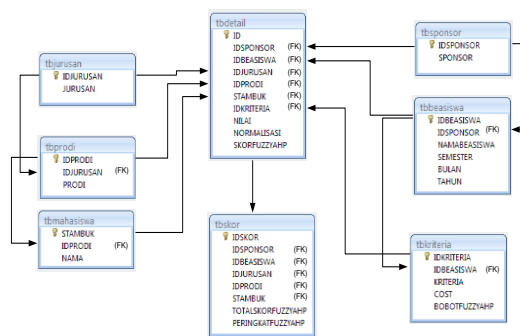 tbdetail
ID
IDSPONSOR (FK)
IDBEASISWA (FK)
IDJURUSAN (FK)
IDPRODI (FK)
STAMBUK (FK)
IDKRITERIA (FK)
NILAI
NORMALISASI
SKORFUZZYAHP
tbsponsor
IDSPONSOR
SPONSOR
tbjurusan
IDJURUSAN
JURUSAN
tbbeasiswa
IDBEASISWA
IDSPONSOR (FK)
NAMABEASISWA
SEMESTER
BULAN
TAHUN
tbprodi
IDPRODI
IDJURUSAN (FK)
PRODI
tbmahasiswa
STAMBUK
IDPRODI (FK)
NAMA
tbskor
IDSKOR
IDSPONSOR (FK)
IDBEASISWA (FK)
IDJURUSAN (FK)
IDPRODI (FK)
STAMBUK (FK)
TOTALSKORFUZZYAHP
PERINGKATFUZZYAHP
tbkriteria
IDKRITERIA
IDBEASISWA (FK)
KRITERIA
COST
BOBOTFUZZYAHP